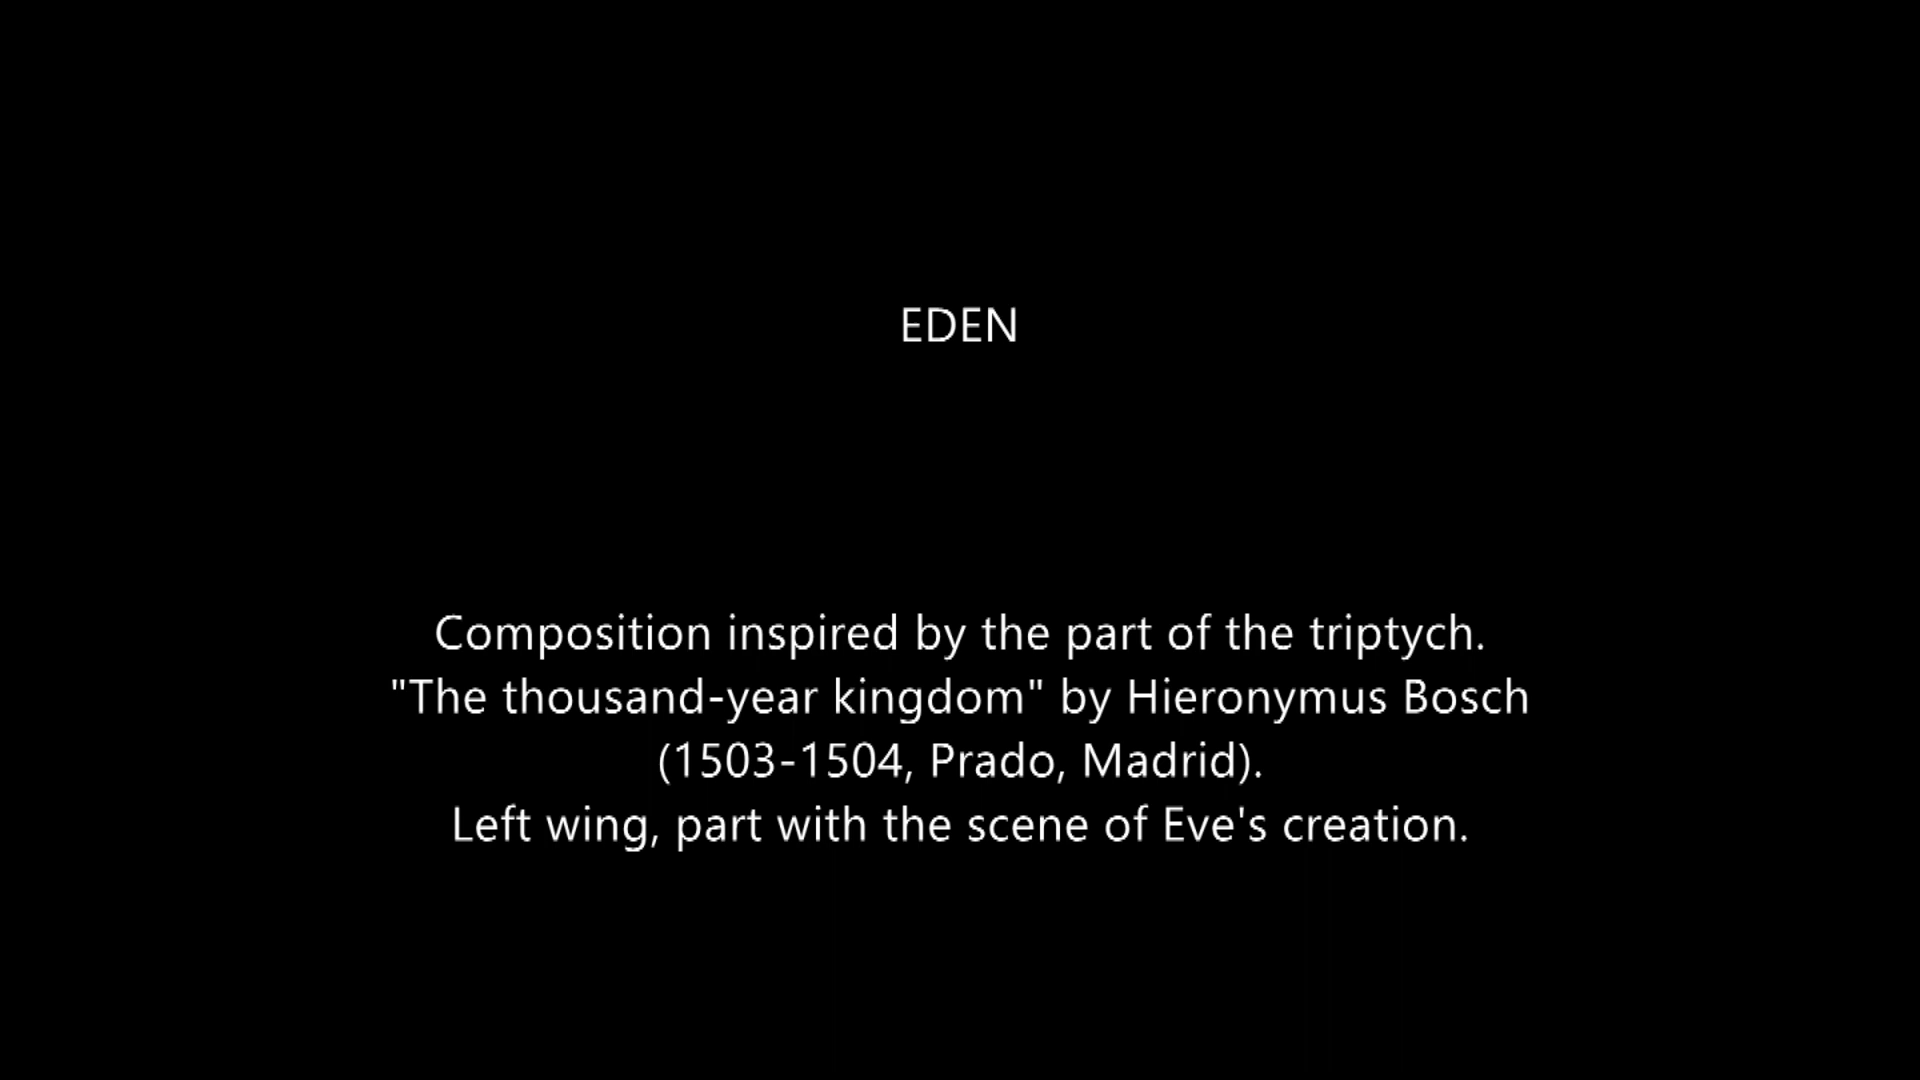 EDEN
Composition inspired by the part of the triptych.
"The thousand-year kingdom" by Hieronymus Bosch
(1503-1504, Prado, Madrid).
Left wing, part with the scene of Eve's creation.